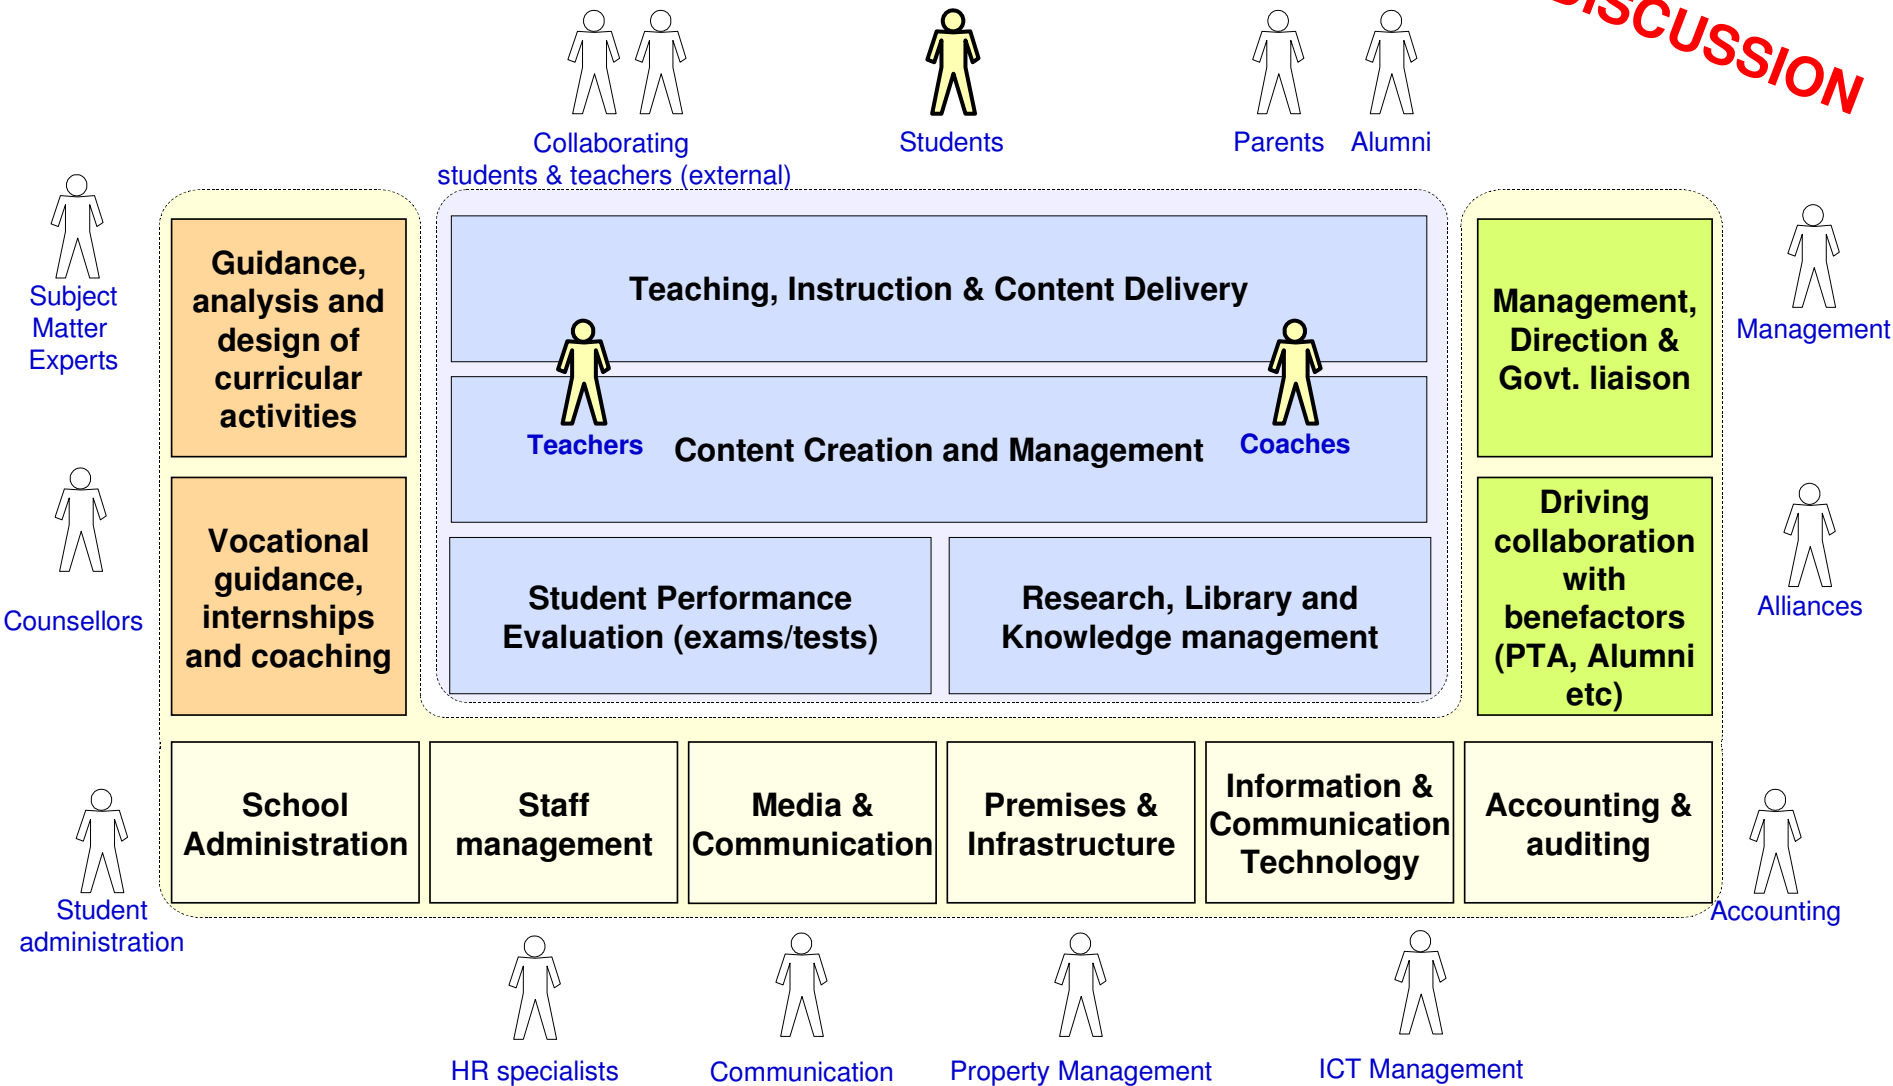 DISCUSSION
Collaborating
students & teachers (external)
Students
Parents
Alumni
Subject
Matter
Experts
Guidance,
analysis and
design of
curricular
activities
Teaching, Instruction & Content Delivery
Management,
Direction &
Govt. liaison
Management
Teachers
Content Creation and Management
Coaches
Counsellors
Vocational
guidance,
internships
and coaching
Student Performance
Evaluation (exams/tests)
Research, Library and
Knowledge management
Driving
collaboration
with
benefactors
(PTA, Alumni
etc)
Alliances
Student
administration
School
Administration
Staff
management
Media &
Communication
Premises &
Infrastructure
Information &
Communication
Technology
Accounting &
auditing
Accounting
HR specialists
Communication
Property Management
ICT Management